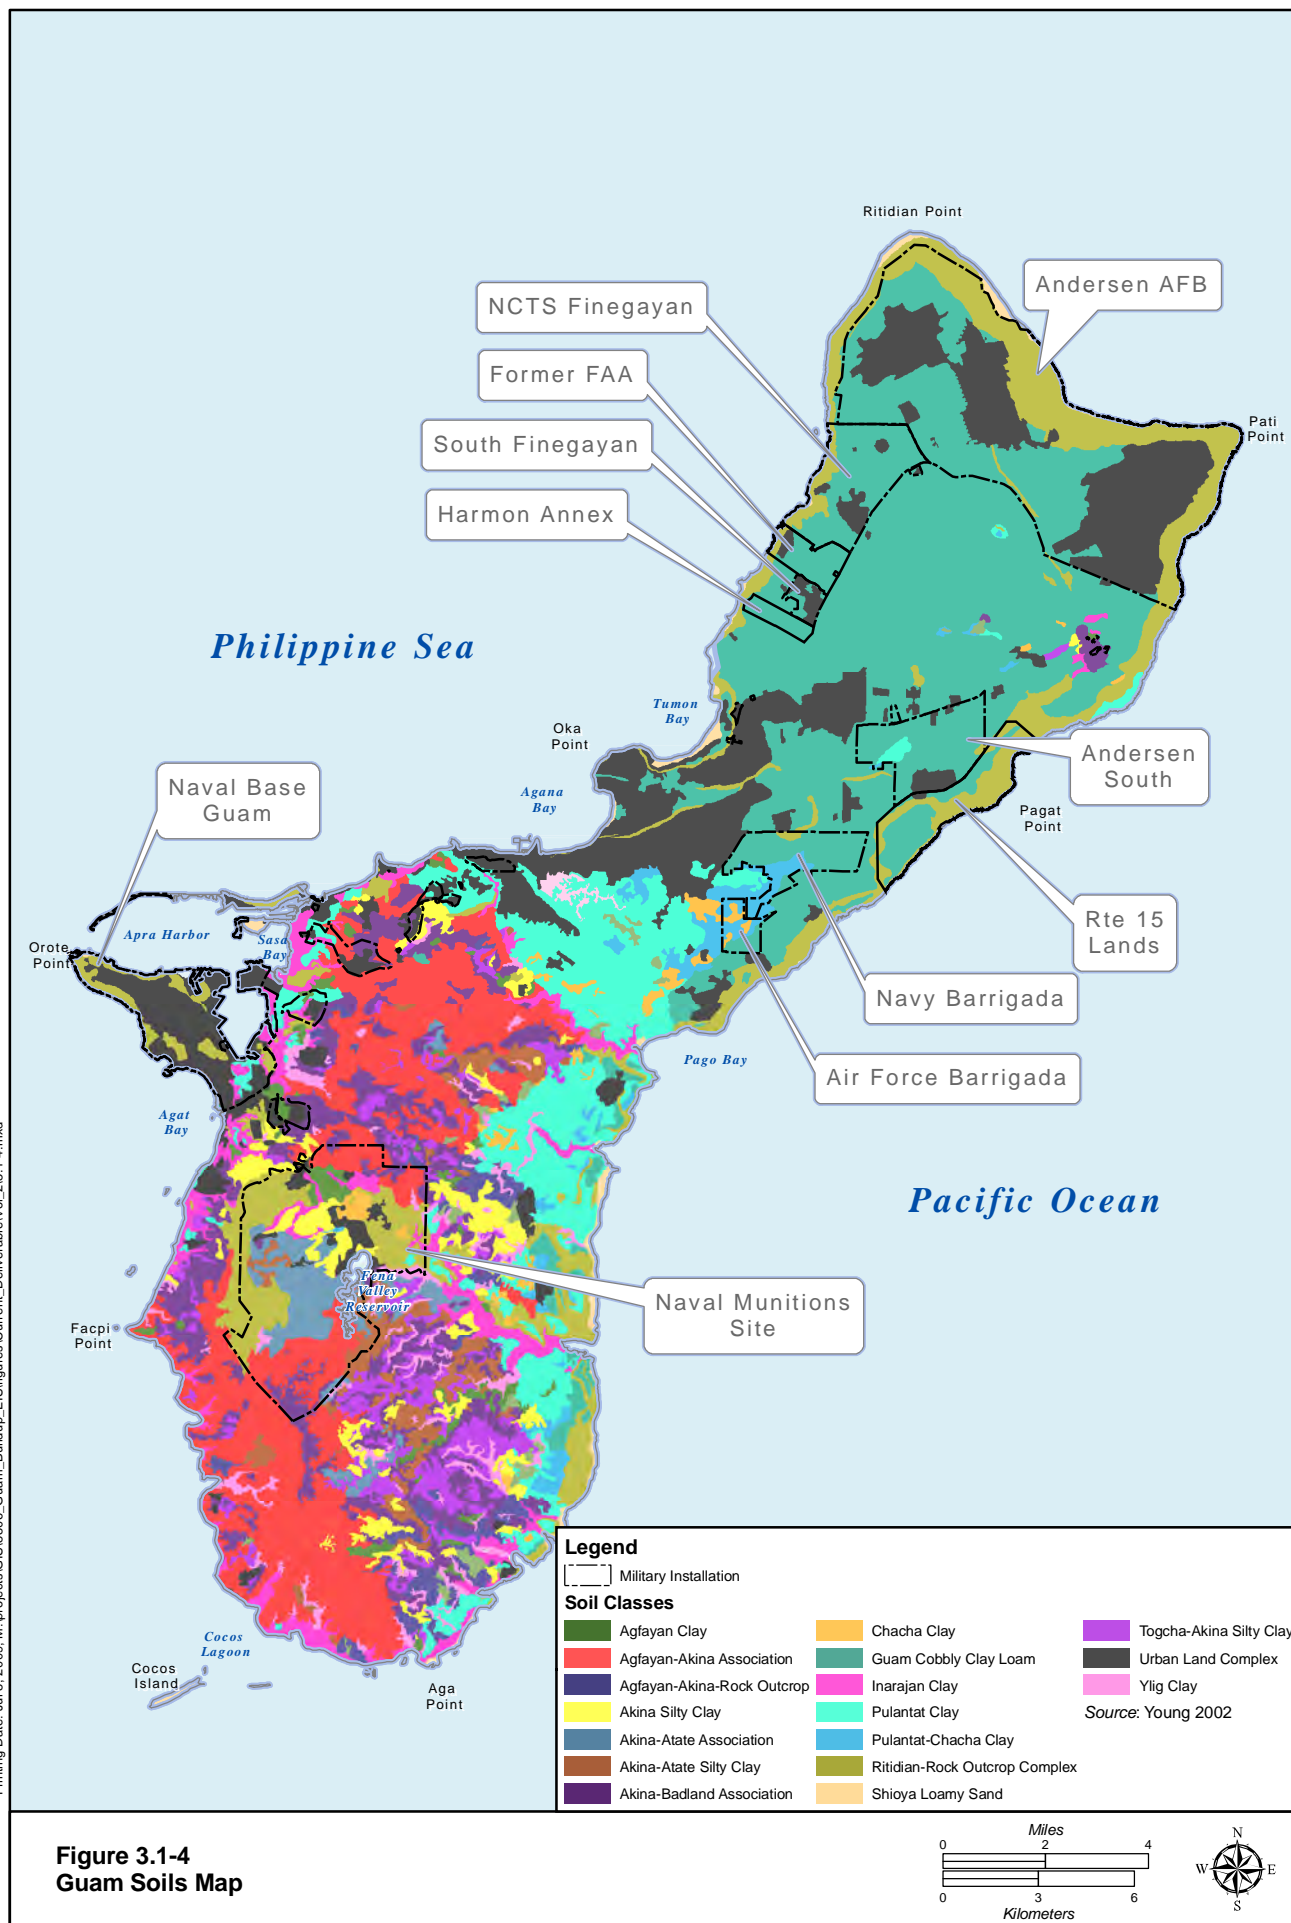 Ritidian Point
Andersen AFB
NCTS Finegayan
Former FAA
South Finegayan
Harmon Annex
Pati
Point
Philippine Sea
Tumon
Bay
Oka
Point
Andersen
South
Naval Base
Guam
Agana
Bay
Pagat
Point
Rte 15
Lands
Apra Harbor
Sasa
Bay
Orote
Point
Navy Barrigada
Pago Bay
Air Force Barrigada
Agat
Bay
Pacific Ocean
Fena
Valley
Reservoir
Naval Munitions
Site
Facpi
Point
Cocos
Lagoon
Cocos
Island
Aga
Point
Legend
Military Installation
Soil Classes
Agfayan Clay
Agfayan-Akina Association
Agfayan-Akina-Rock Outcrop
Akina Silty Clay
Akina-Atate Association
Akina-Atate Silty Clay
Akina-Badland Association
Chacha Clay
Guam Cobbly Clay Loam
Inarajan Clay
Pulantat Clay
Pulantat-Chacha Clay
Ritidian-Rock Outcrop Complex
Shioya Loamy Sand
Togcha-Akina Silty Clay
Urban Land Complex
Ylig Clay
Source: Young 2002
Figure 3.1-4
Guam Soils Map
Miles
0 2 4
0 3 6
Kilometers
N
W E
S